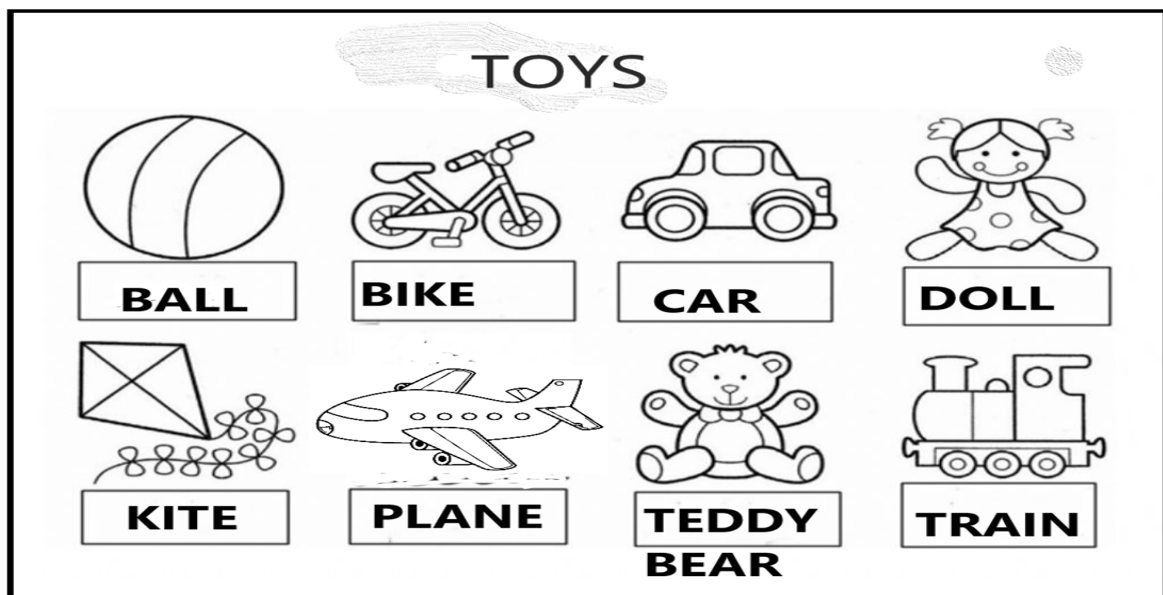 TOYS
BALL
BIKE
CAR
DOLL
KITE
PLANE
TEDDY
BEAR
TRAIN